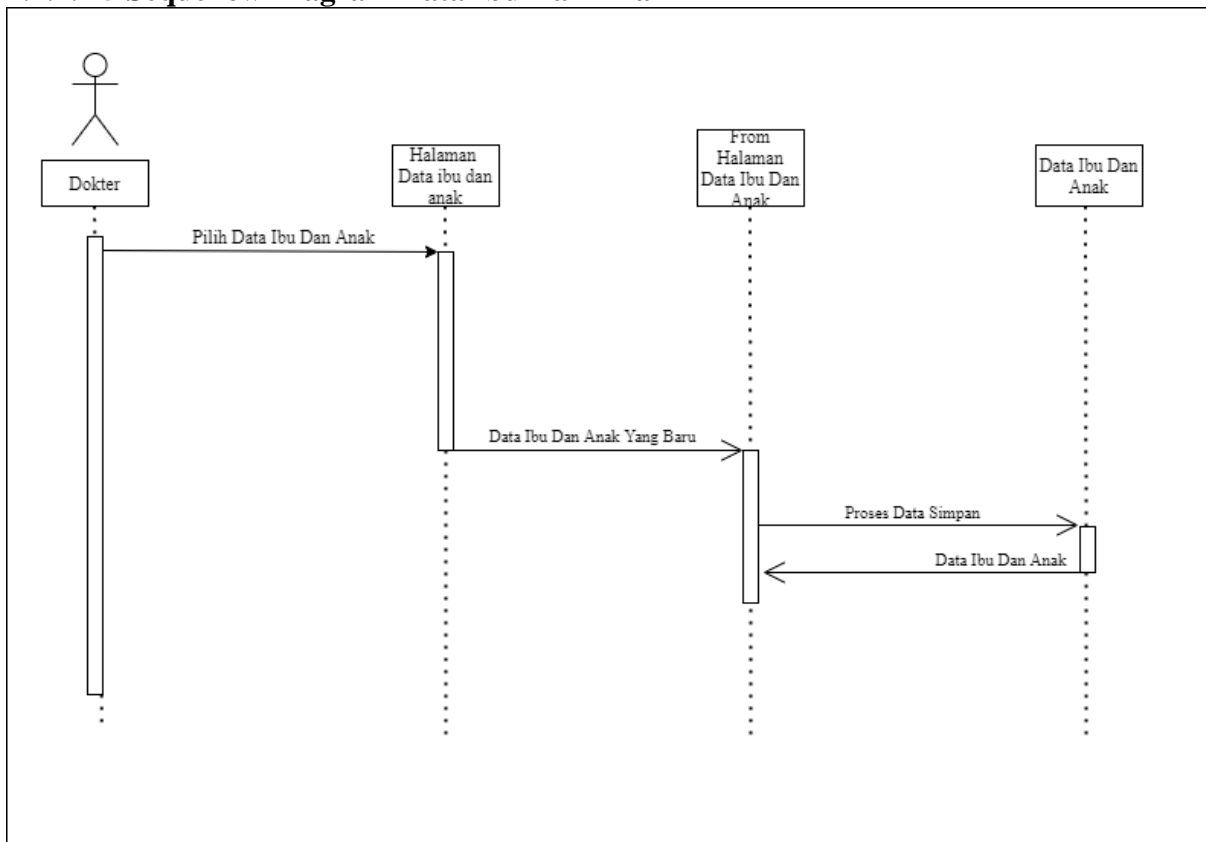 Dokter
Halaman
Data ibu dan
anak
From
Halaman
Data Ibu Dan
Anak
Data Ibu Dan
Anak
Pilih Data Ibu Dan Anak
Data Ibu Dan Anak Yang Baru
Proses Data Simpan
Data Ibu Dan Anak